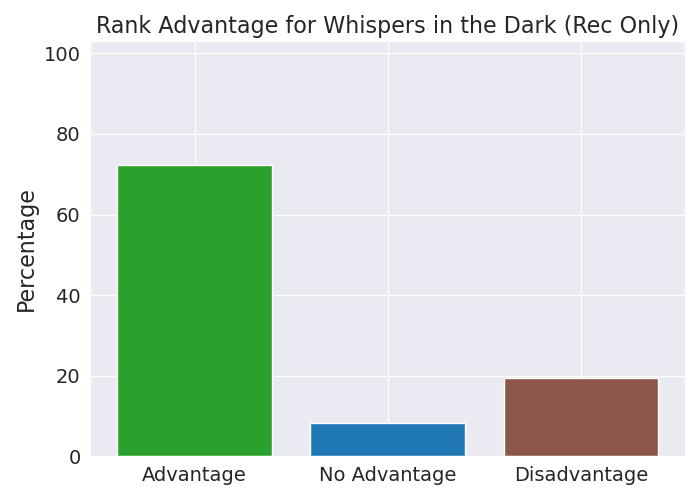 Rank Advantage for Whispers in the Dark (Rec Only)
100
80
60
40
20
0
Percentage
Advantage
No Advantage
Disadvantage